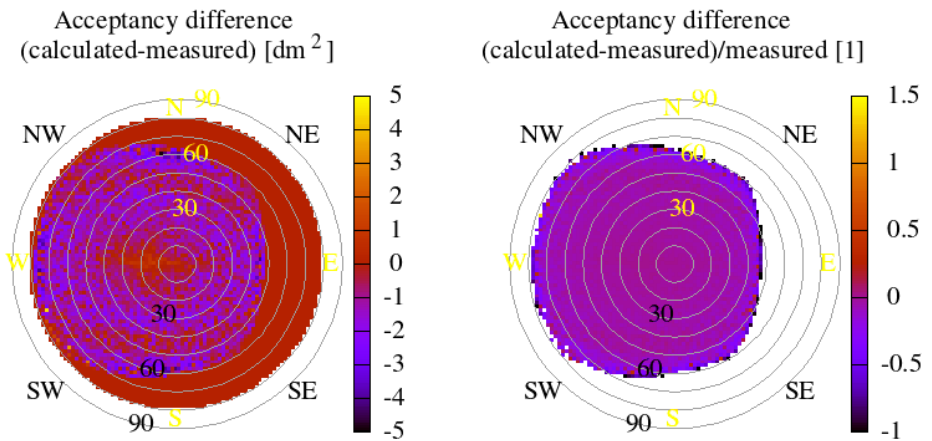 Acceptancy difference
(calculated-measured) [dm²]
N 90
NW NE
60
30
W E
30
60
SW SE
90 S
5
4
3
2
1
0
-1
-2
-3
-4
-5
Acceptancy difference
(calculated-measured)/measured [1]
N 90
NW NE
60
30
W E
30
60
SW SE
90 S
1.5
1
0.5
0
-0.5
-1